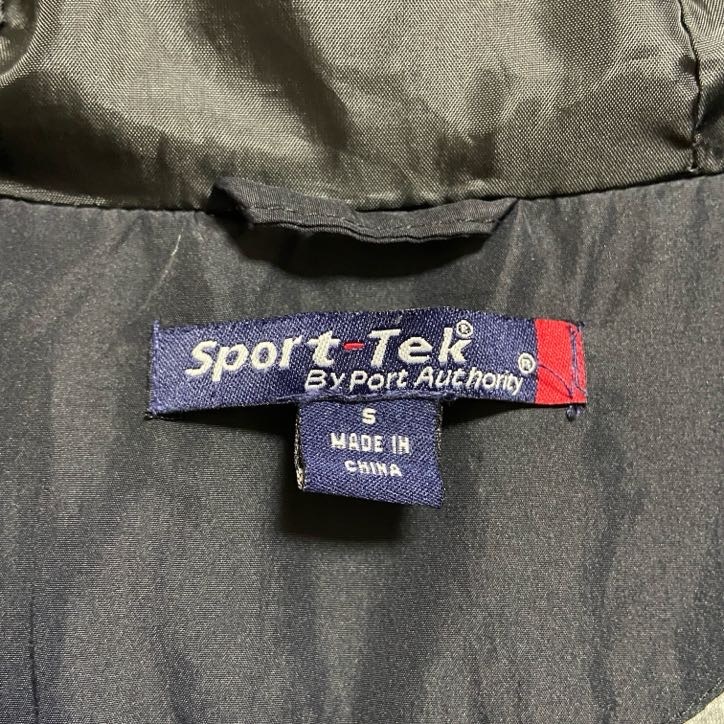 Sport-Tek®
By Port Authority®
S
MADE IN
CHINA